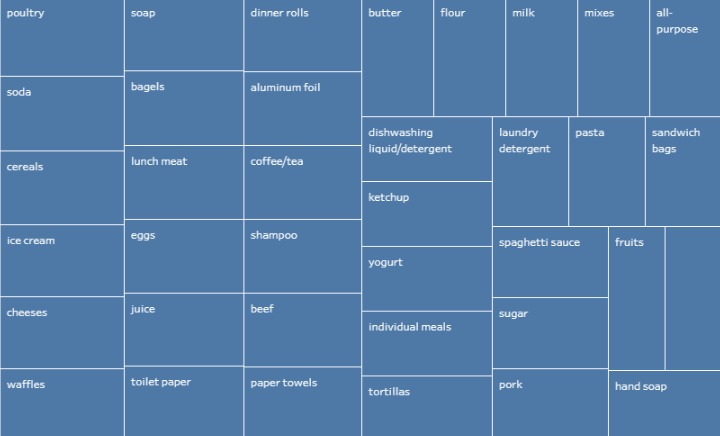 poultry
soda
cereals
ice cream
cheeses
waffles
soap
bagels
lunch meat
eggs
juice
toilet paper
dinner rolls
aluminum foil
coffee/tea
shampoo
beef
paper towels
butter
flour
milk
mixes
all-
purpose
dishwashing
liquid/detergent
ketchup
yogurt
individual meals
tortillas
laundry
detergent
pasta
sandwich
bags
spaghetti sauce
sugar
pork
fruits
hand soap